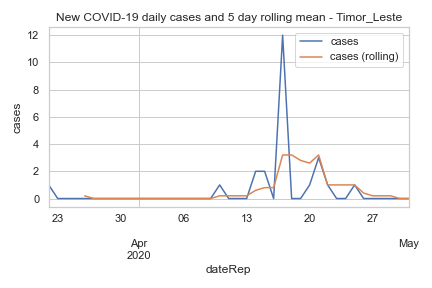 New COVID-19 daily cases and 5 day rolling mean - Timor_Leste
cases
cases (rolling)
12
10
8
6
4
2
0
cases
23 30 06 13 20 27
Apr May
2020
dateRep